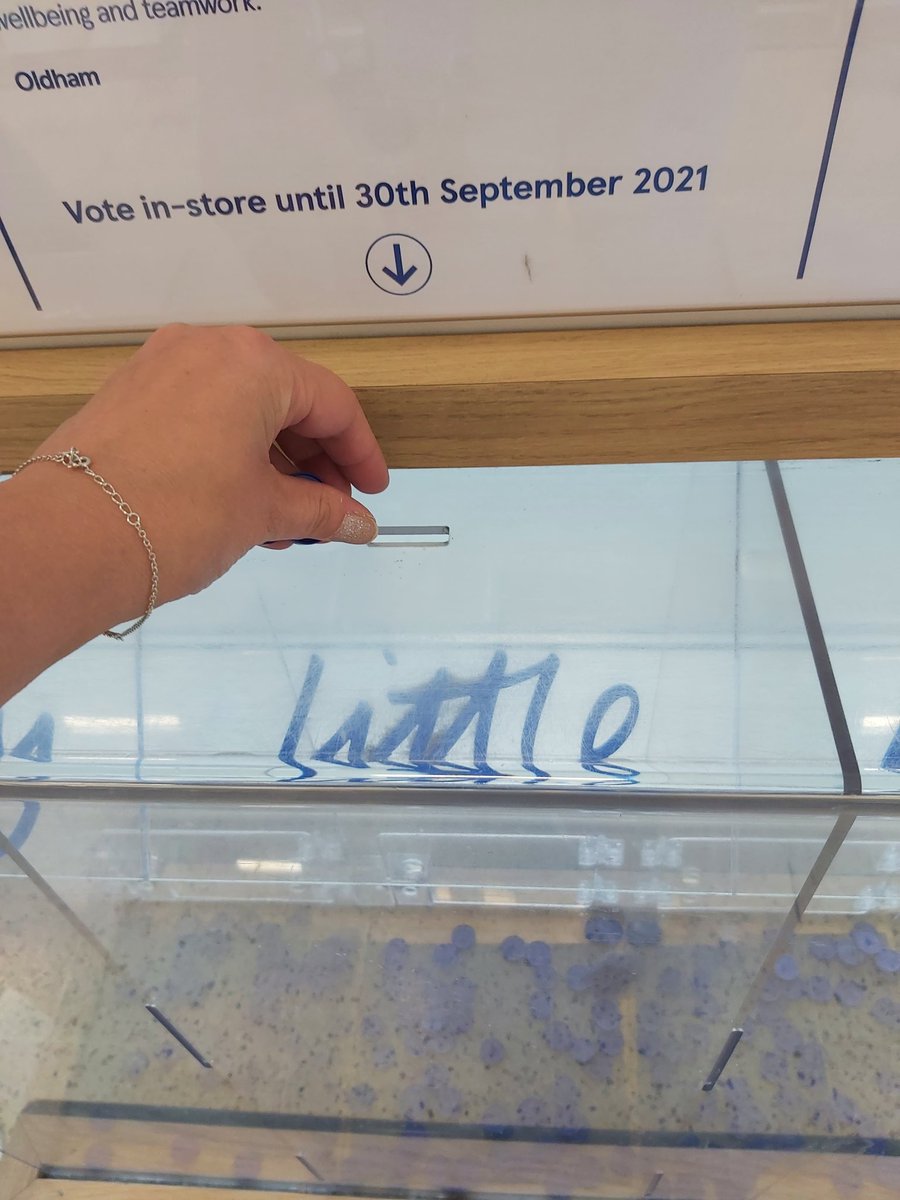 wellbeing and teamwork.
Oldham
Vote in-store until 30th September 2021
little